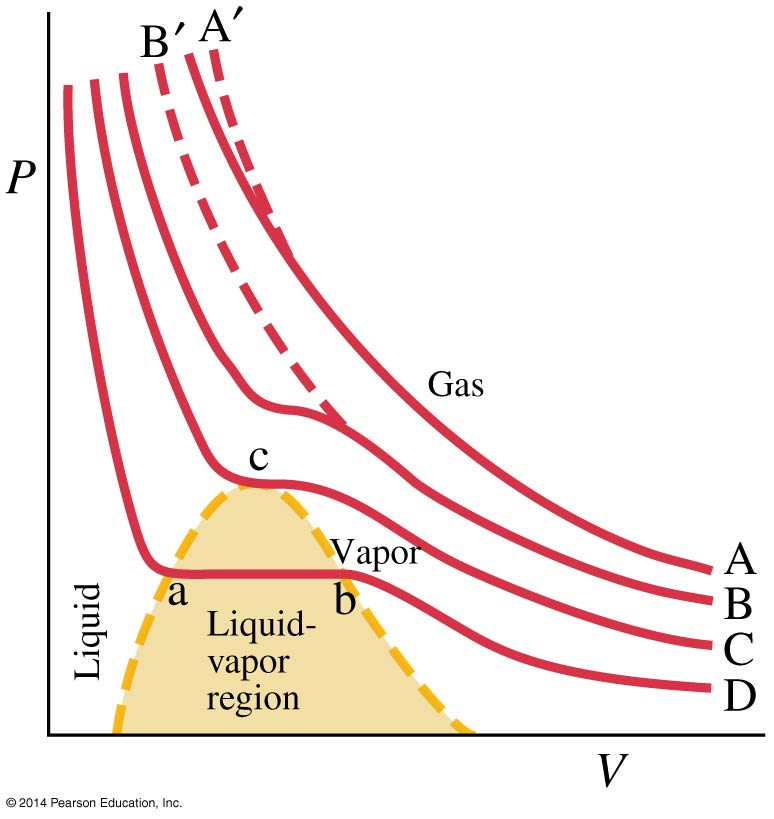 B′ A′
P
Gas
c
Vapor
A
B
a
b
C
Liquid
Liquid-
vapor
region
D
V
© 2014 Pearson Education, Inc.